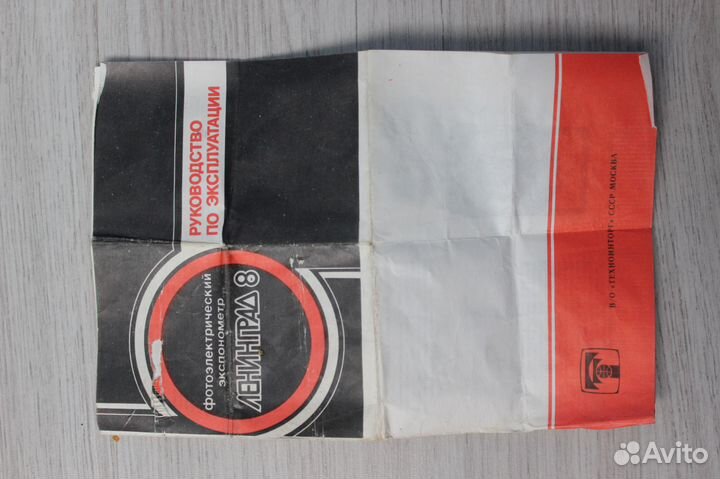 РУКОВОДСТВО
ПО ЭКСПЛУАТАЦИИ
фотоэлектрический
экспонометр
ЛЕНИНГРАД 8
В/О «ТЕХНОИНТОРГ» СССР МОСКВА
Avito